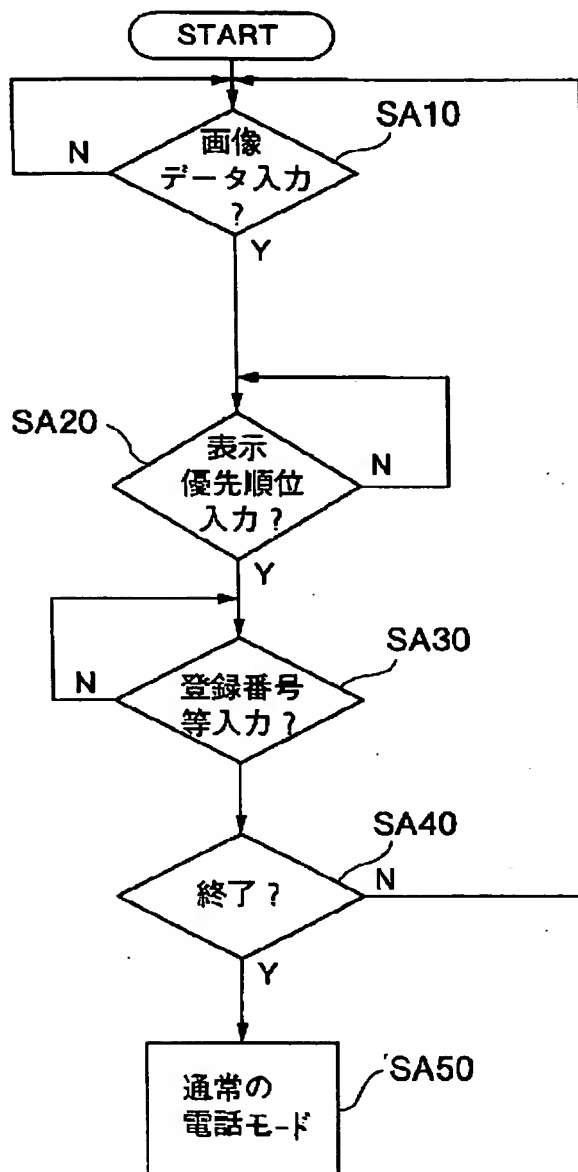 START
SA10
N
画像
データ入力
?
Y
SA20
表示
優先順位
入力?
N
Y
SA30
N
登録番号
等入力?
SA40
終了?
N
Y
SA50
通常の
電話モード